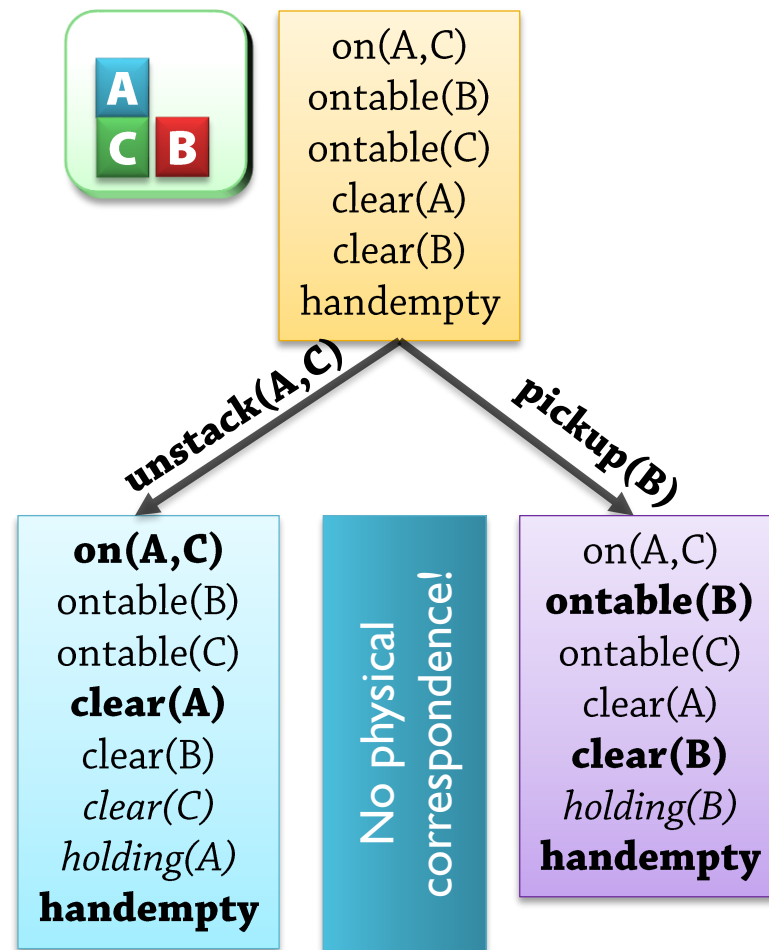 A
C B
on(A,C)
ontable(B)
ontable(C)
clear(A)
clear(B)
handempty
unstack(A,C)
pickup(B)
on(A,C)
ontable(B)
ontable(C)
clear(A)
clear(B)
clear(C)
holding(A)
handempty
No physical
correspondence!
on(A,C)
ontable(B)
ontable(C)
clear(A)
clear(B)
holding(B)
handempty